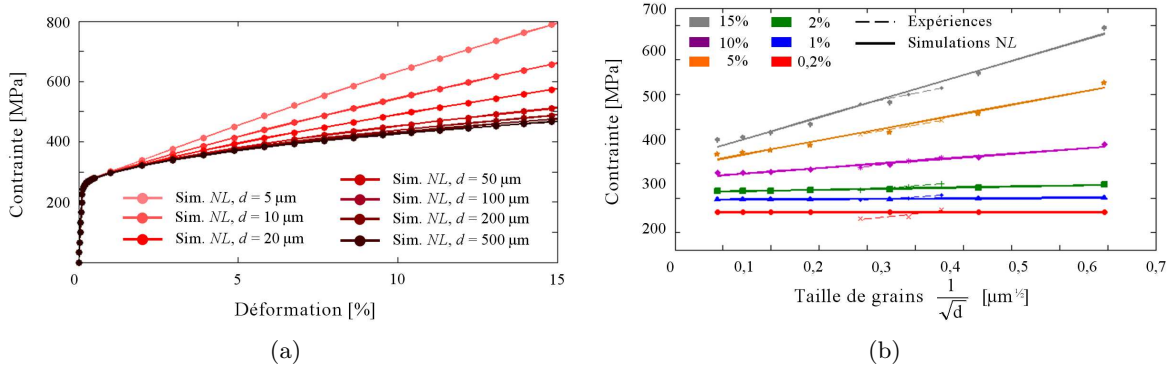 800
600
400
200
0
5
10
15
Contrainte [MPa]
Déformation [%]
Sim. NL, d = 5 μm
Sim. NL, d = 10 μm
Sim. NL, d = 20 μm
Sim. NL, d = 50 μm
Sim. NL, d = 100 μm
Sim. NL, d = 200 μm
Sim. NL, d = 500 μm
(a)
700
600
500
400
300
200
0
0,1
0,2
0,3
0,4
0,5
0,6
0,7
Contrainte [MPa]
15%
10%
5%
2%
1%
0,2%
Expériences
Simulations NL
Taille de grains 1/√d [μm^½]
(b)